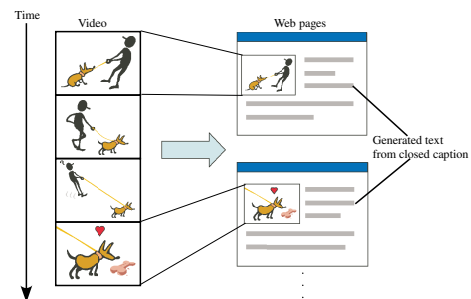 Time
Video
Web pages
Generated text
from closed caption